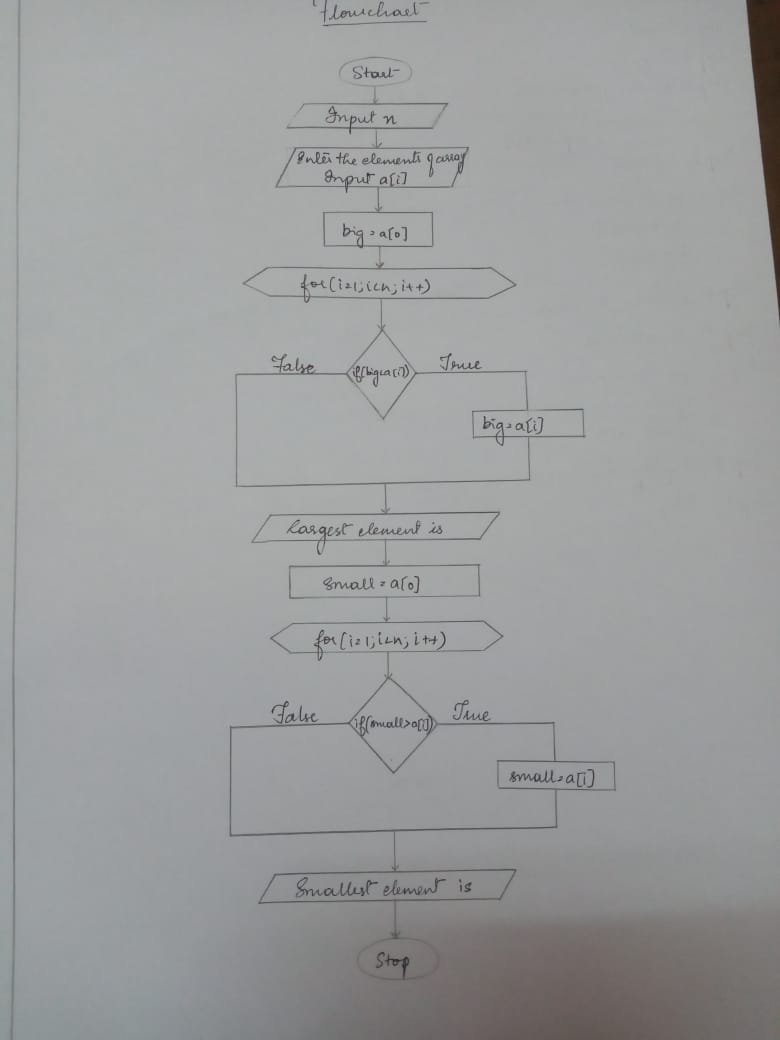 Flowchart
Start
Input n
Enter the elements of array
Input a[i]
big = a[0]
for(i=1;i<n;i++)
False
if(big<a[i])
True
big=a[i]
Largest element is
small = a[0]
for(i=1;i<n;i++)
False
if(small>a[i])
True
small=a[i]
Smallest element is
Stop